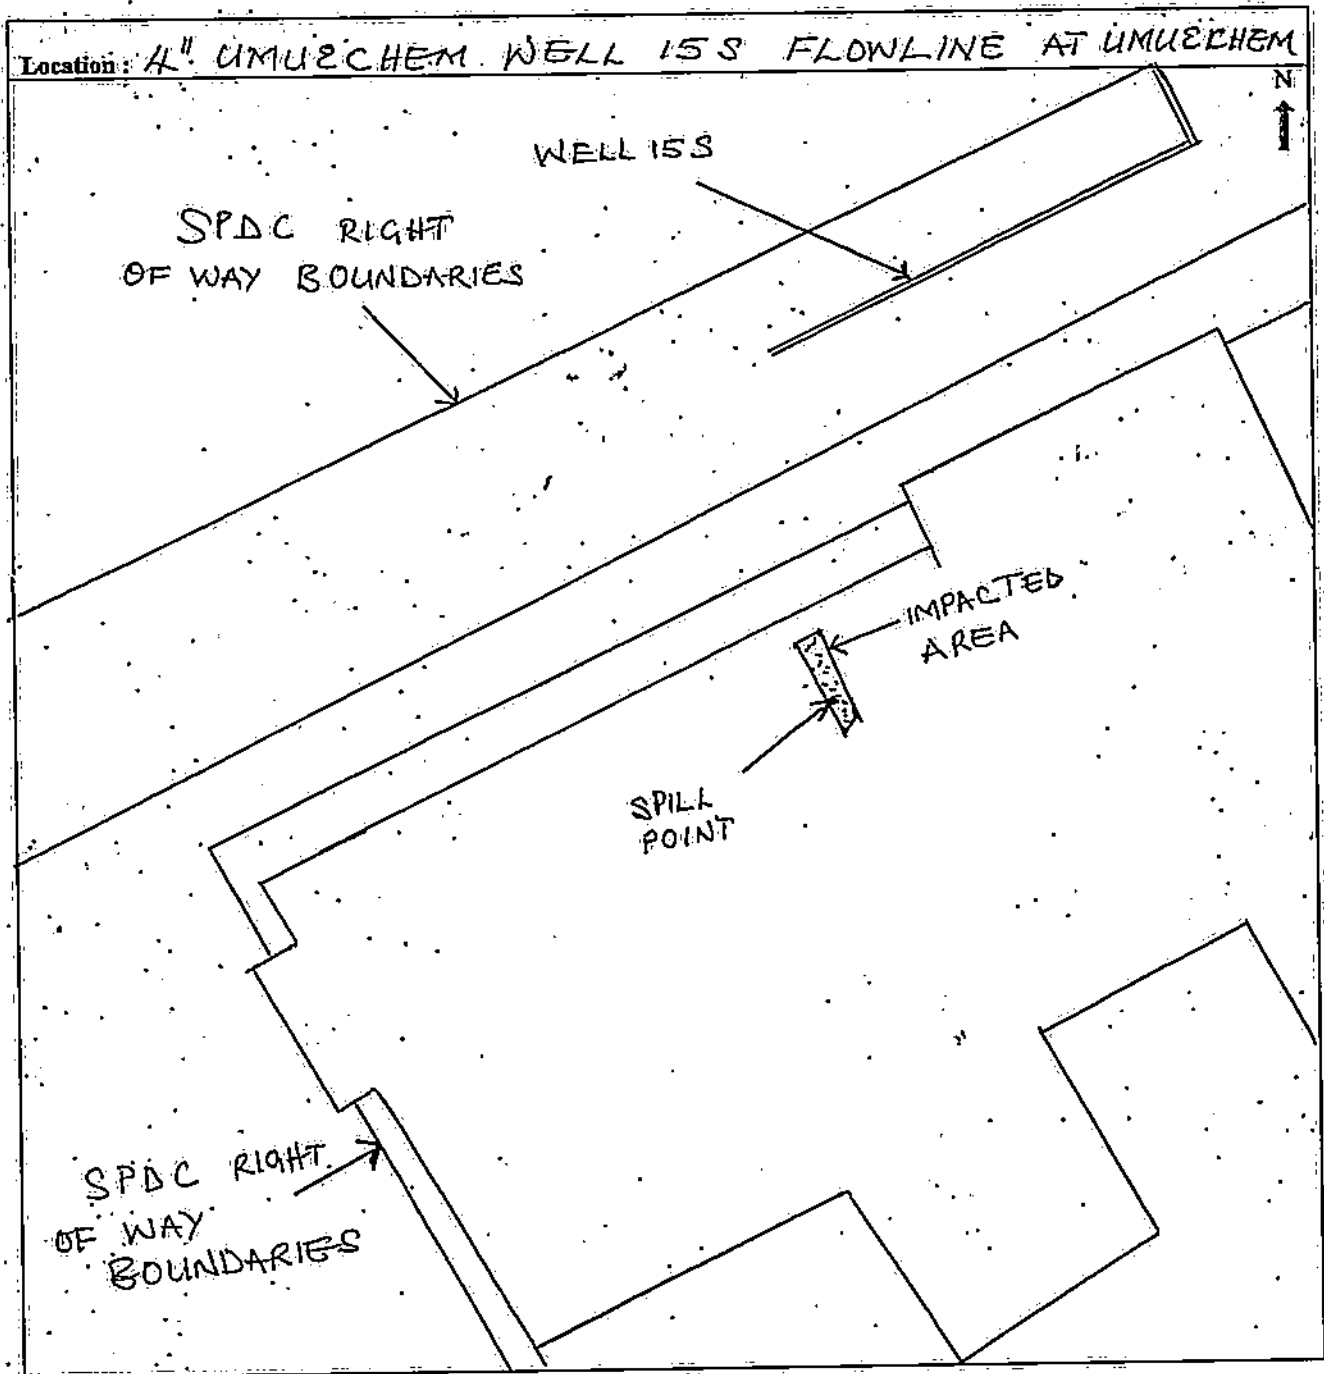 Location: 4" UMUECHEM WELL 15S FLOWLINE AT UMUECHEM
N
WELL 15S
SPDC RIGHT
OF WAY BOUNDARIES
IMPACTED
AREA
SPILL
POINT
SPDC RIGHT
OF WAY
BOUNDARIES